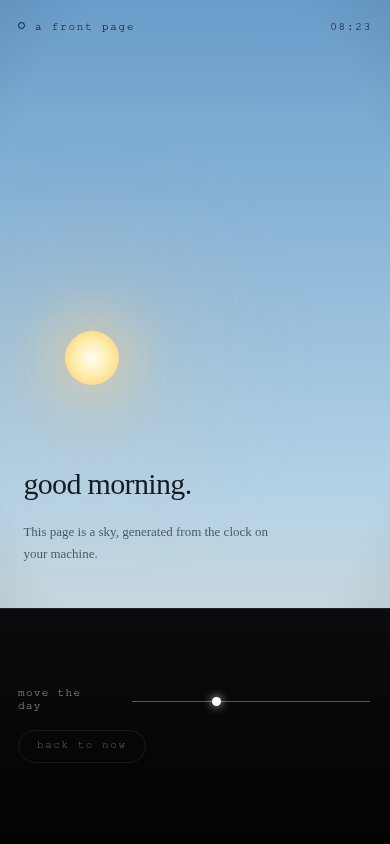 a front page
08:23
good morning.
This page is a sky, generated from the clock on
your machine.
move the
day
back to now